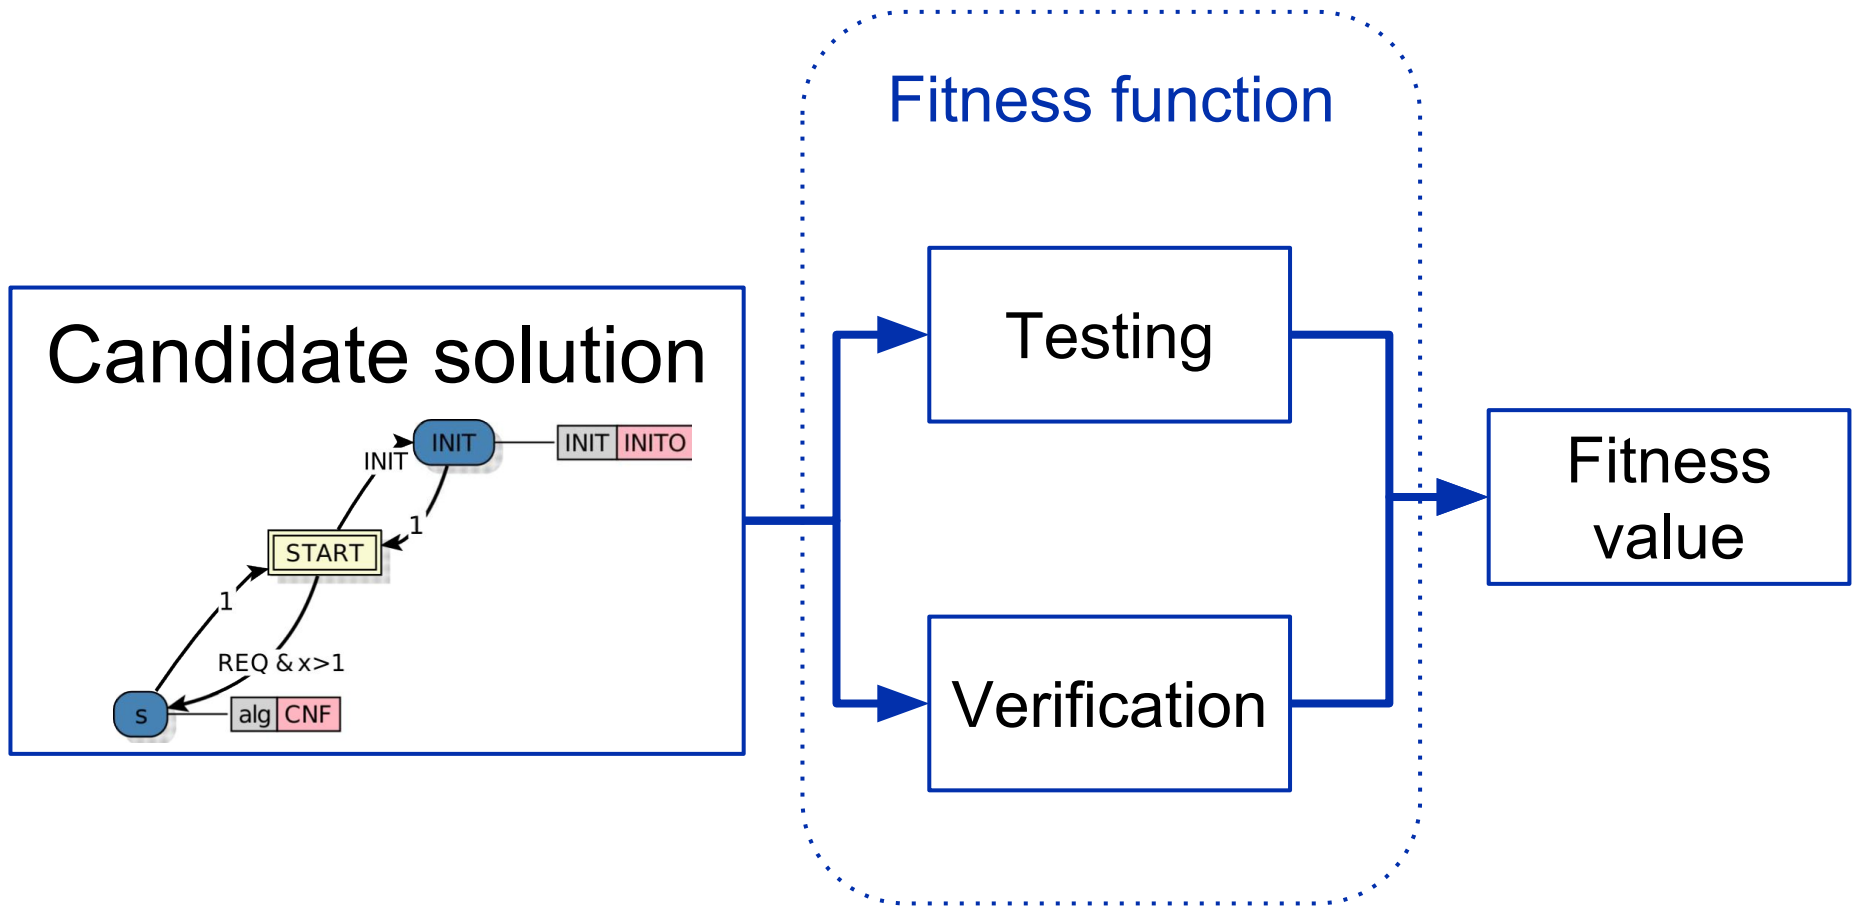 Fitness function
Candidate solution
INIT
INIT INITO
INIT
1
START
1
REQ & x>1
s
alg CNF
Testing
Verification
Fitness
value